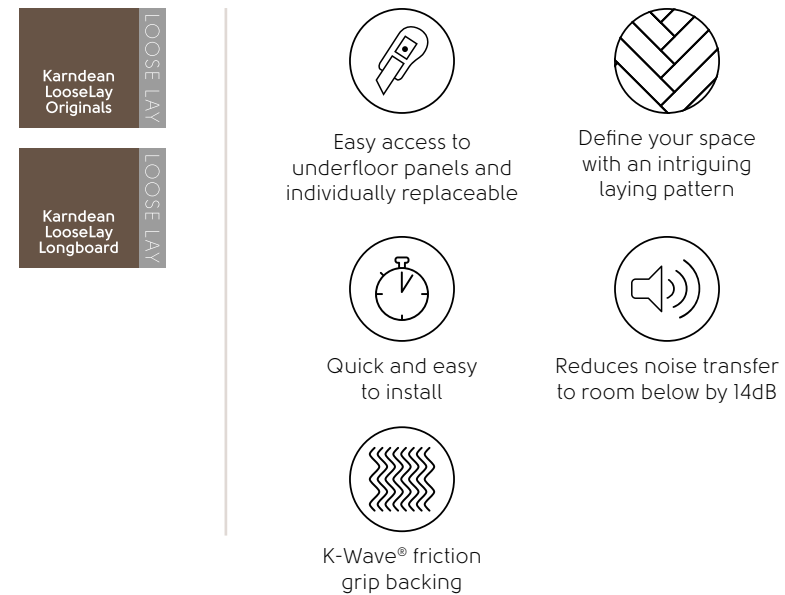 Karndean
LooseLay
Originals
LOOSE LAY
Karndean
LooseLay
Longboard
LOOSE LAY
Easy access to
underfloor panels and
individually replaceable
Define your space
with an intriguing
laying pattern
Quick and easy
to install
Reduces noise transfer
to room below by 14dB
K-Wave® friction
grip backing